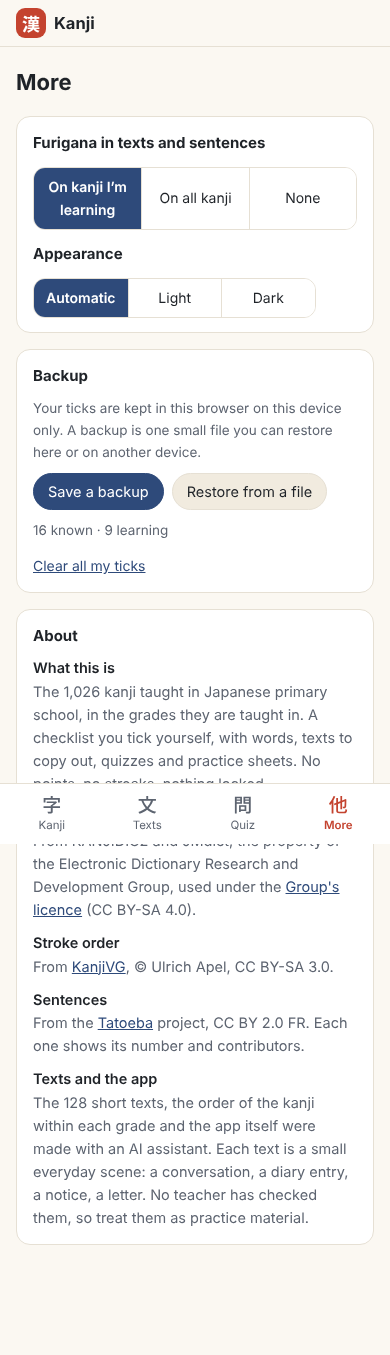 漢 Kanji
More
Furigana in texts and sentences
On kanji I'm learning
On all kanji
None
Appearance
Automatic
Light
Dark
Backup
Your ticks are kept in this browser on this device
only. A backup is one small file you can restore
here or on another device.
Save a backup
Restore from a file
16 known · 9 learning
Clear all my ticks
About
What this is
The 1,026 kanji taught in Japanese primary
school, in the grades they are taught in. A
checklist you tick yourself, with words, texts to
copy out, quizzes and practice sheets. No
字 Kanji
文 Texts
問 Quiz
他 More
the Electronic Dictionary Research and
Development Group, used under the Group's
licence (CC BY-SA 4.0).
Stroke order
From KanjiVG, © Ulrich Apel, CC BY-SA 3.0.
Sentences
From the Tatoeba project, CC BY 2.0 FR. Each
one shows its number and contributors.
Texts and the app
The 128 short texts, the order of the kanji
within each grade and the app itself were
made with an AI assistant. Each text is a small
everyday scene: a conversation, a diary entry,
a notice, a letter. No teacher has checked
them, so treat them as practice material.